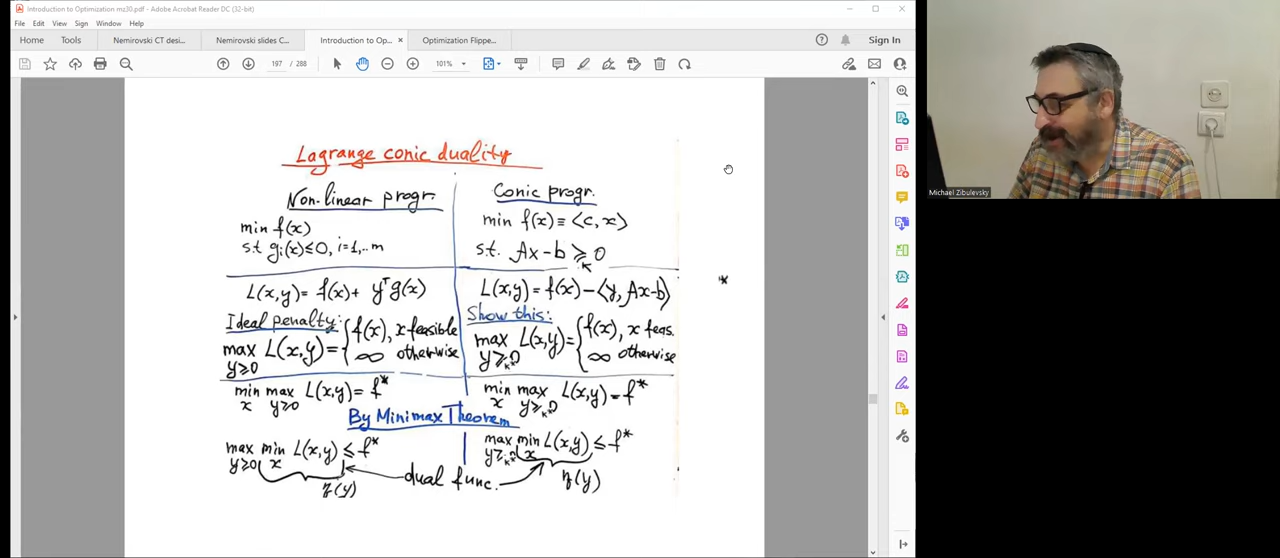 Introduction to Optimization mz30.pdf - Adobe Acrobat Reader DC (32-bit)
File Edit View Sign Window Help
Home Tools Nemirovski CT desi... Nemirovski slides C... Introduction to Op... × Optimization Flippe... Sign In
197 / 288 101%
Lagrange conic duality
Non-linear progr. Conic progr.
min f(x) min f(x) ≡ ⟨c, x⟩
s.t. gᵢ(x) ≤ 0, i=1,..m s.t. Ax-b ≥_K 0
L(x,y) = f(x) + yᵀg(x) L(x,y) = f(x) - ⟨y, Ax-b⟩
Ideal penalty: Show this:
max y≥0 L(x,y) = { f(x), x feasible max y≥_K* 0 L(x,y) = { f(x), x feas.
∞ otherwise ∞ otherwise
min x max y≥0 L(x,y) = f* min x max y≥_K* 0 L(x,y) = f*
By Minimax Theorem
max y≥0 min x L(x,y) ≤ f* max y≥_K* 0 min x L(x,y) ≤ f*
dual func.
η(y) η(y)
*
Michael Zibulevsky